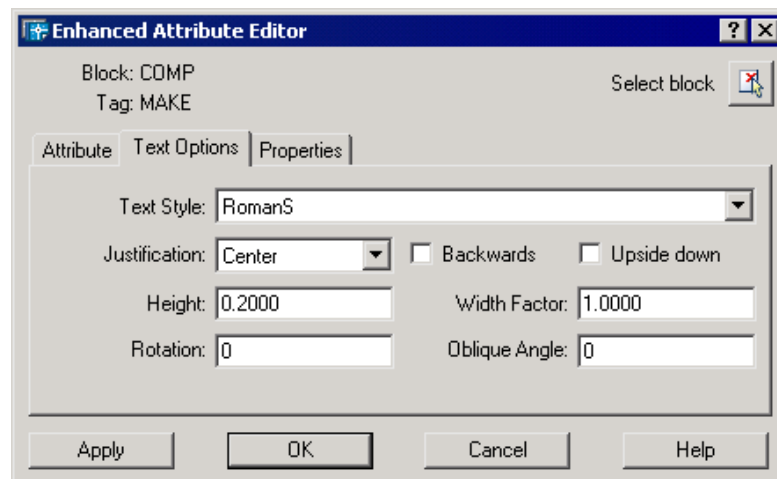 Enhanced Attribute Editor
Block: COMP
Select block
Tag: MAKE
Attribute Text Options Properties
Text Style: RomanS
Justification: Center Backwards Upside down
Height: 0.2000 Width Factor: 1.0000
Rotation: 0 Oblique Angle: 0
Apply OK Cancel Help